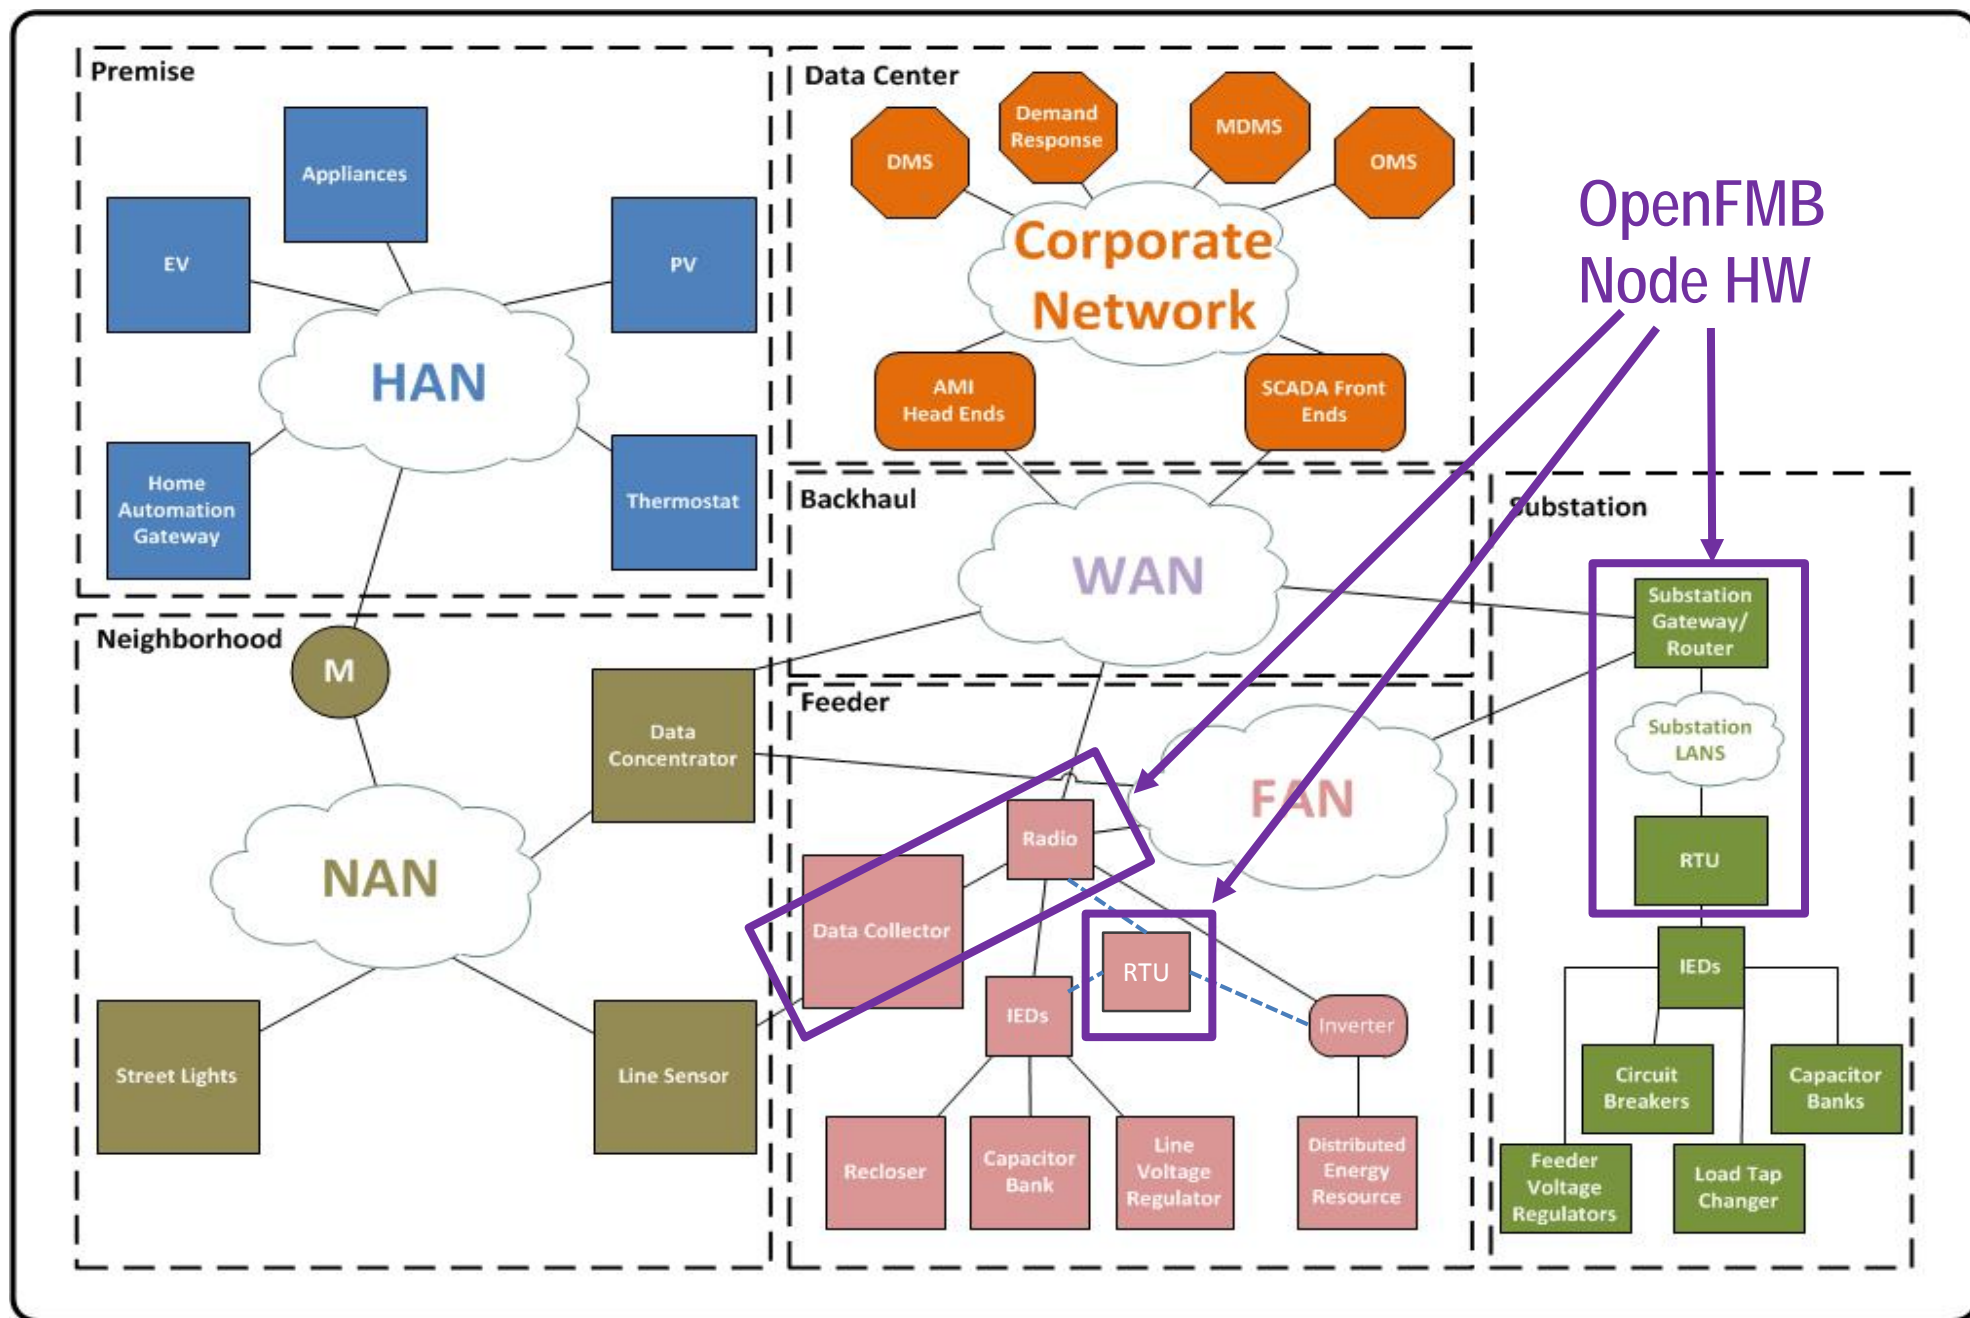 Premise
Appliances
EV
PV
HAN
Home
Automation
Gateway
Thermostat
Data Center
DMS
Demand
Response
MDMS
OMS
Corporate
Network
AMI
Head Ends
SCADA Front
Ends
OpenFMB
Node HW
Backhaul
WAN
Neighborhood
M
Data
Concentrator
NAN
Street Lights
Line Sensor
Feeder
FAN
Radio
Data Collector
RTU
IEDs
Inverter
Recloser
Capacitor
Bank
Line
Voltage
Regulator
Distributed
Energy
Resource
Substation
Substation
Gateway/
Router
Substation
LANS
RTU
IEDs
Circuit
Breakers
Capacitor
Banks
Feeder
Voltage
Regulators
Load Tap
Changer